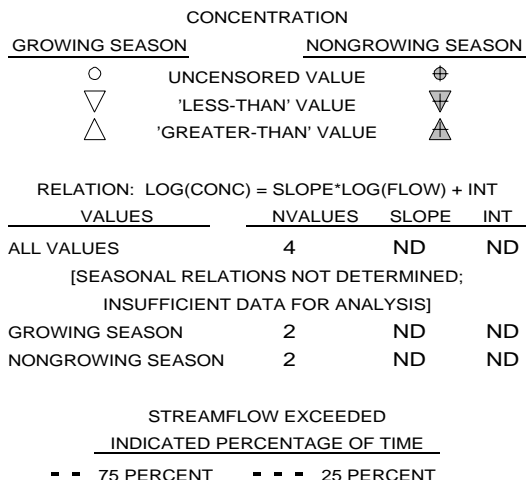 CONCENTRATION
GROWING SEASON NONGROWING SEASON
UNCENSORED VALUE
'LESS-THAN' VALUE
'GREATER-THAN' VALUE
RELATION: LOG(CONC) = SLOPE*LOG(FLOW) + INT
VALUES NVALUES SLOPE INT
ALL VALUES 4 ND ND
[SEASONAL RELATIONS NOT DETERMINED;
INSUFFICIENT DATA FOR ANALYSIS]
GROWING SEASON 2 ND ND
NONGROWING SEASON 2 ND ND
STREAMFLOW EXCEEDED
INDICATED PERCENTAGE OF TIME
75 PERCENT 25 PERCENT